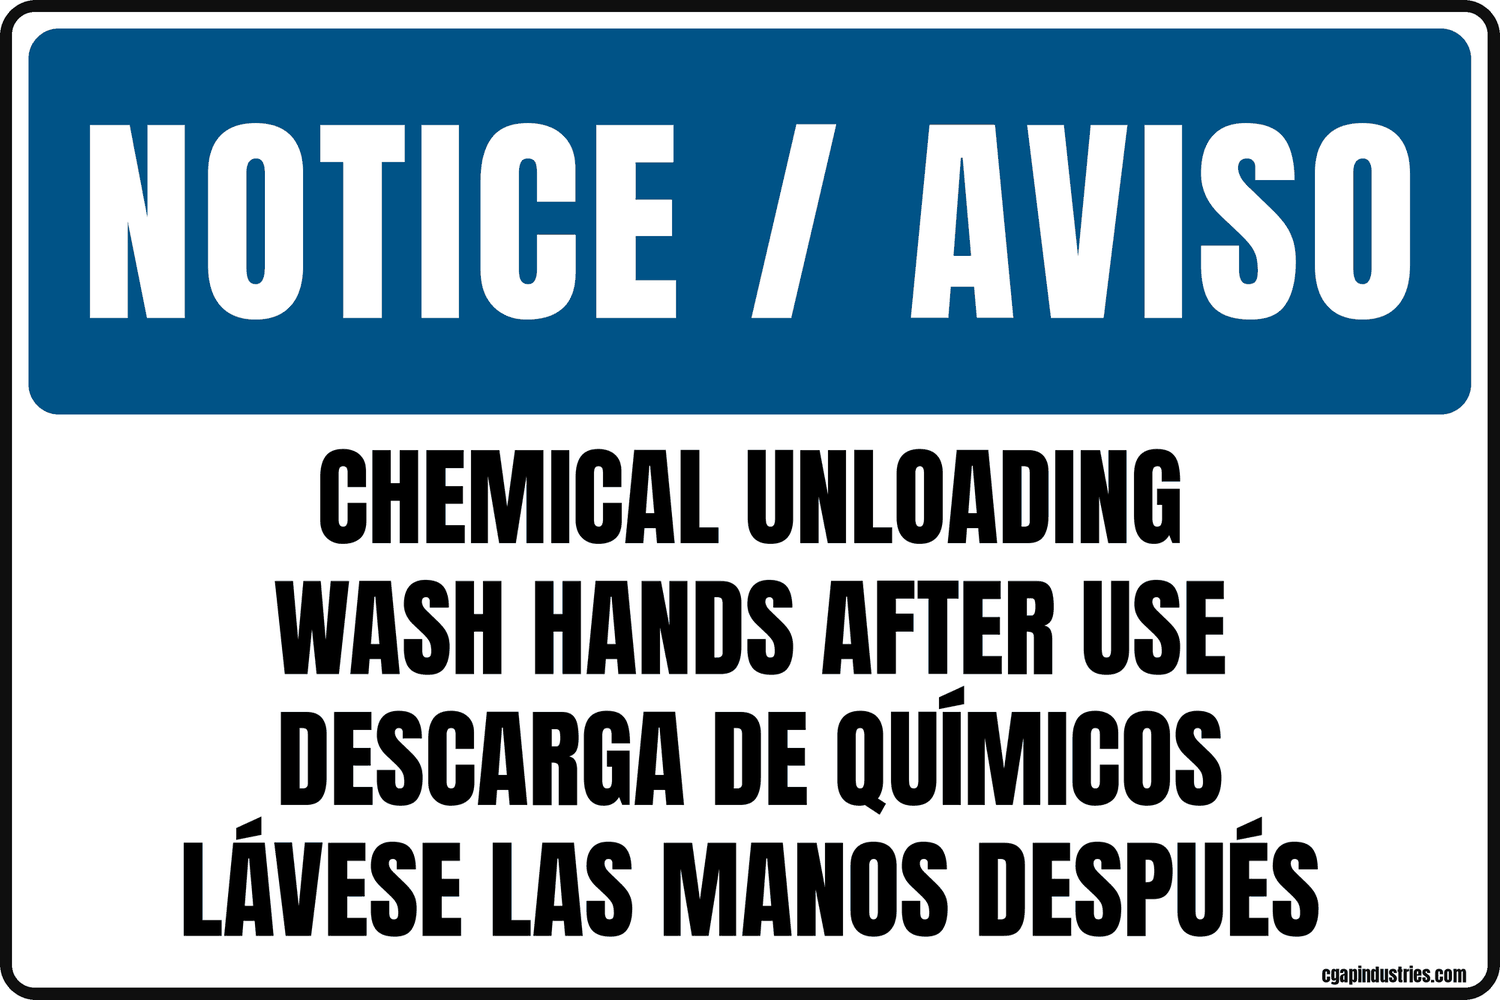 NOTICE / AVISO
CHEMICAL UNLOADING
WASH HANDS AFTER USE
DESCARGA DE QUÍMICOS
LÁVESE LAS MANOS DESPUÉS
cgapindustries.com